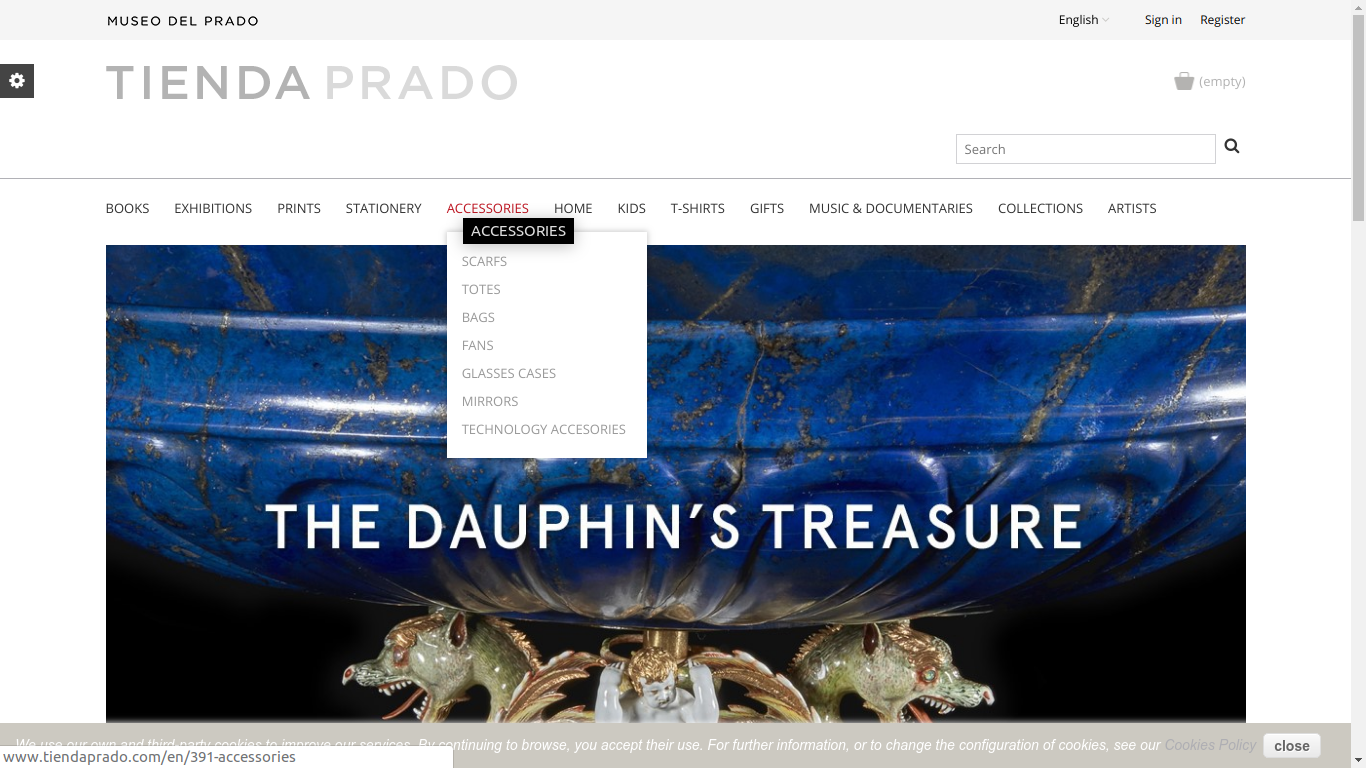 MUSEO DEL PRADO
English
Sign in
Register
TIENDA PRADO
(empty)
Search
BOOKS EXHIBITIONS PRINTS STATIONERY ACCESSORIES HOME KIDS T-SHIRTS GIFTS MUSIC & DOCUMENTARIES COLLECTIONS ARTISTS
ACCESSORIES
SCARFS
TOTES
BAGS
FANS
GLASSES CASES
MIRRORS
TECHNOLOGY ACCESORIES
THE DAUPHIN'S TREASURE
We use our own and third-party cookies to improve our services. By continuing to browse, you accept their use. For further information, or to change the configuration of cookies, see our Cookies Policy
close
www.tiendaprado.com/en/391-accessories